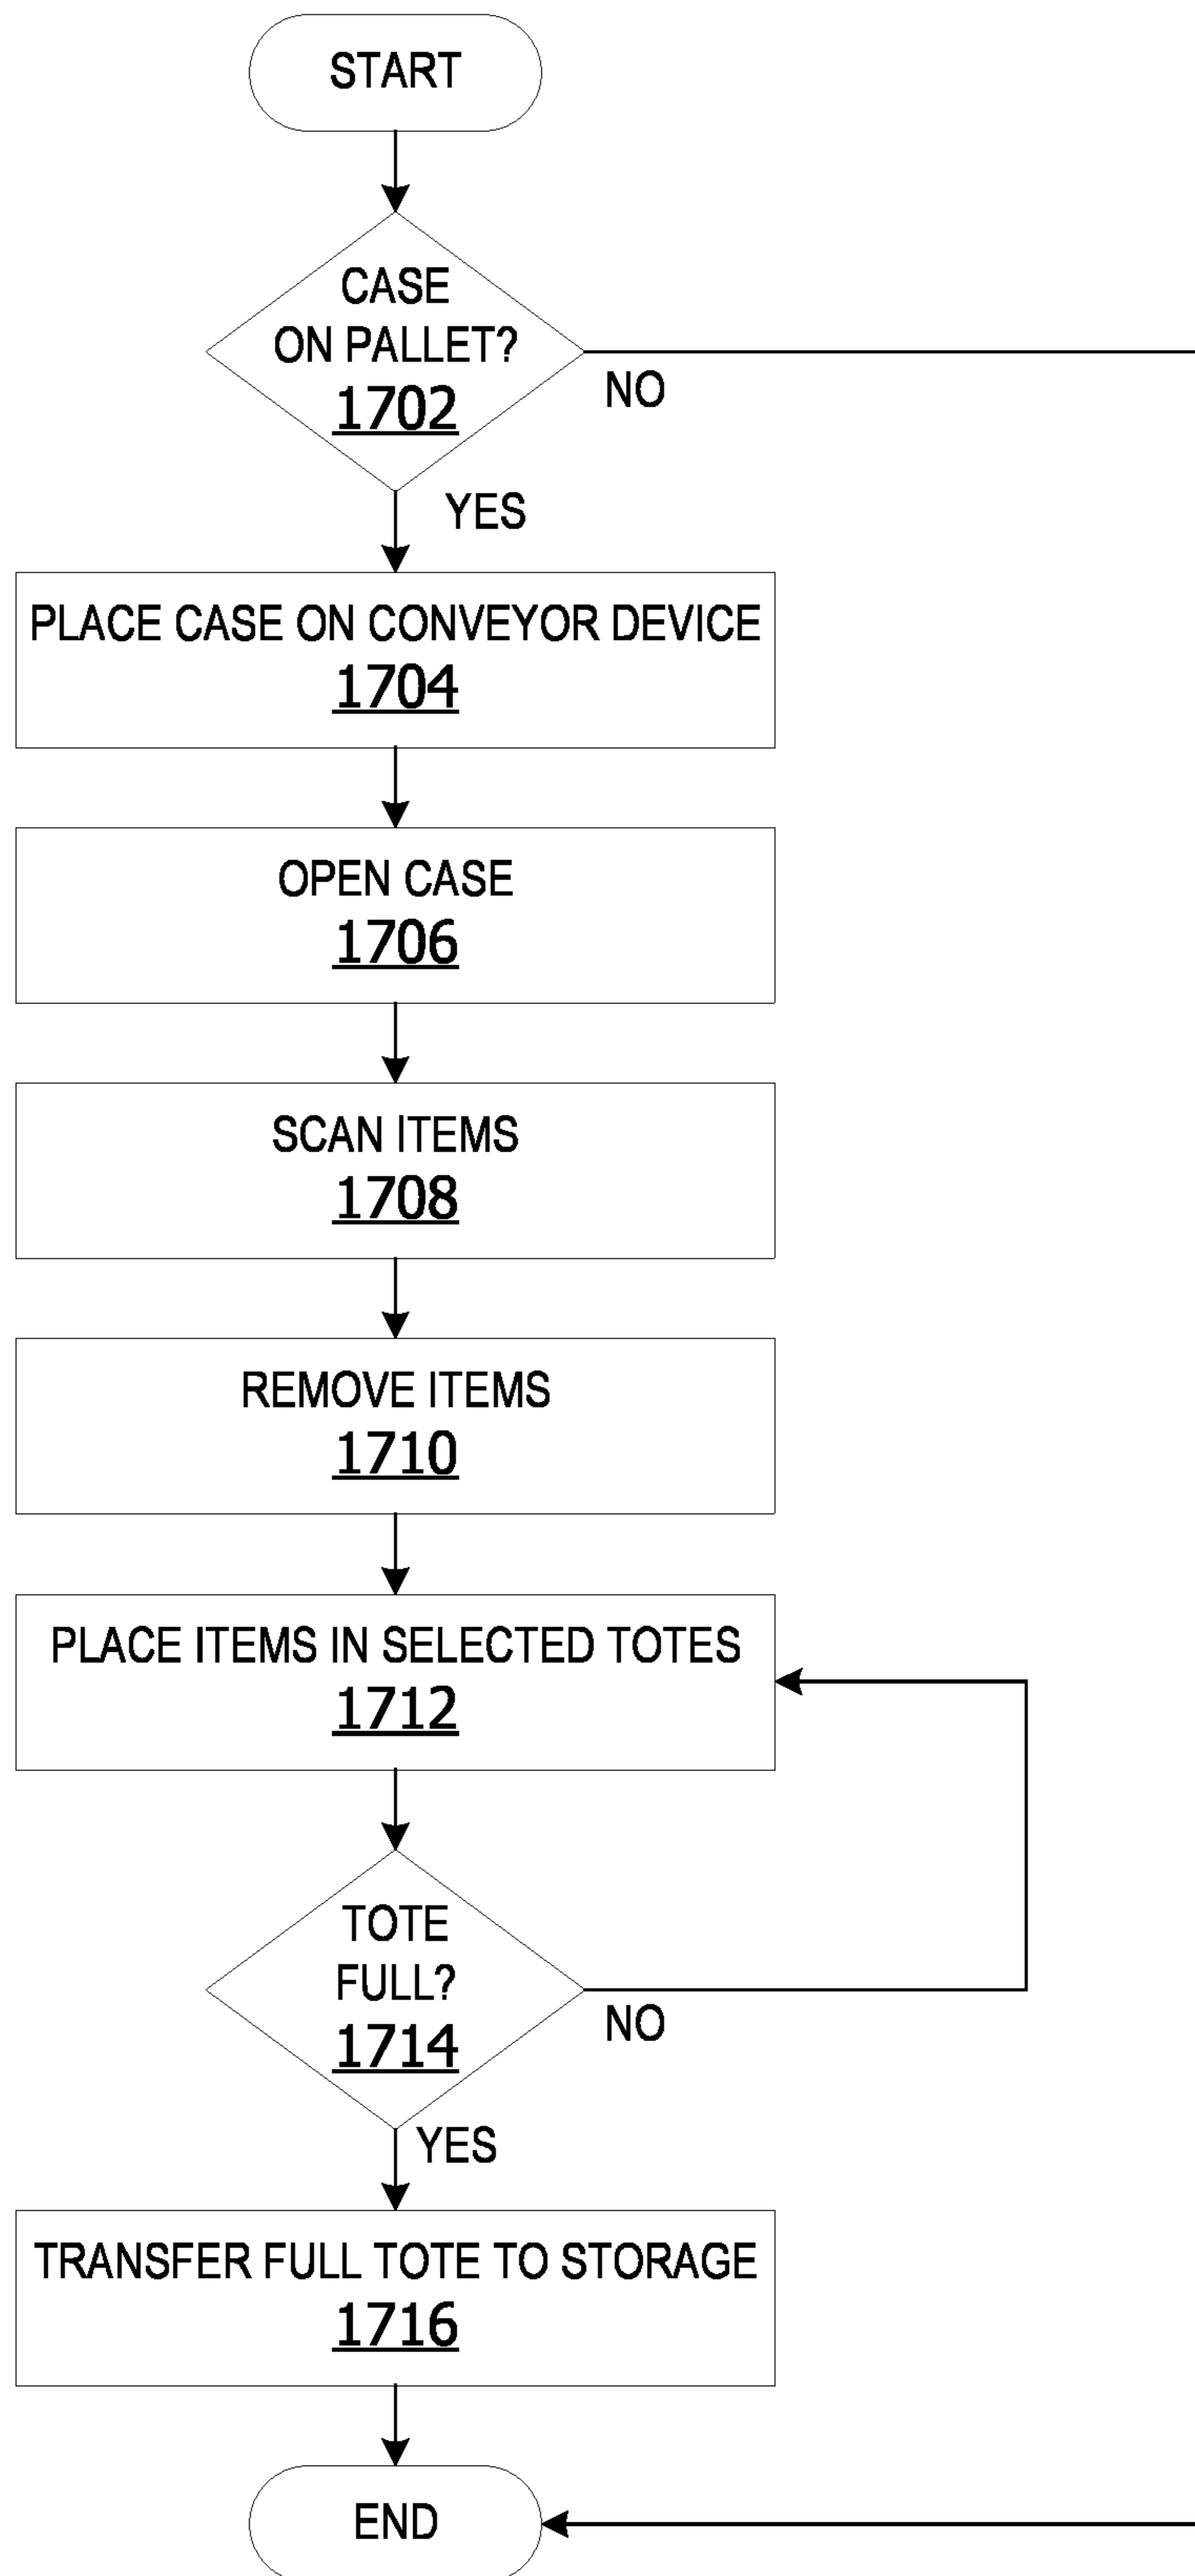 START
CASE
ON PALLET?
1702
NO
YES
PLACE CASE ON CONVEYOR DEVICE
1704
OPEN CASE
1706
SCAN ITEMS
1708
REMOVE ITEMS
1710
PLACE ITEMS IN SELECTED TOTES
1712
TOTE
FULL?
1714
NO
YES
TRANSFER FULL TOTE TO STORAGE
1716
END